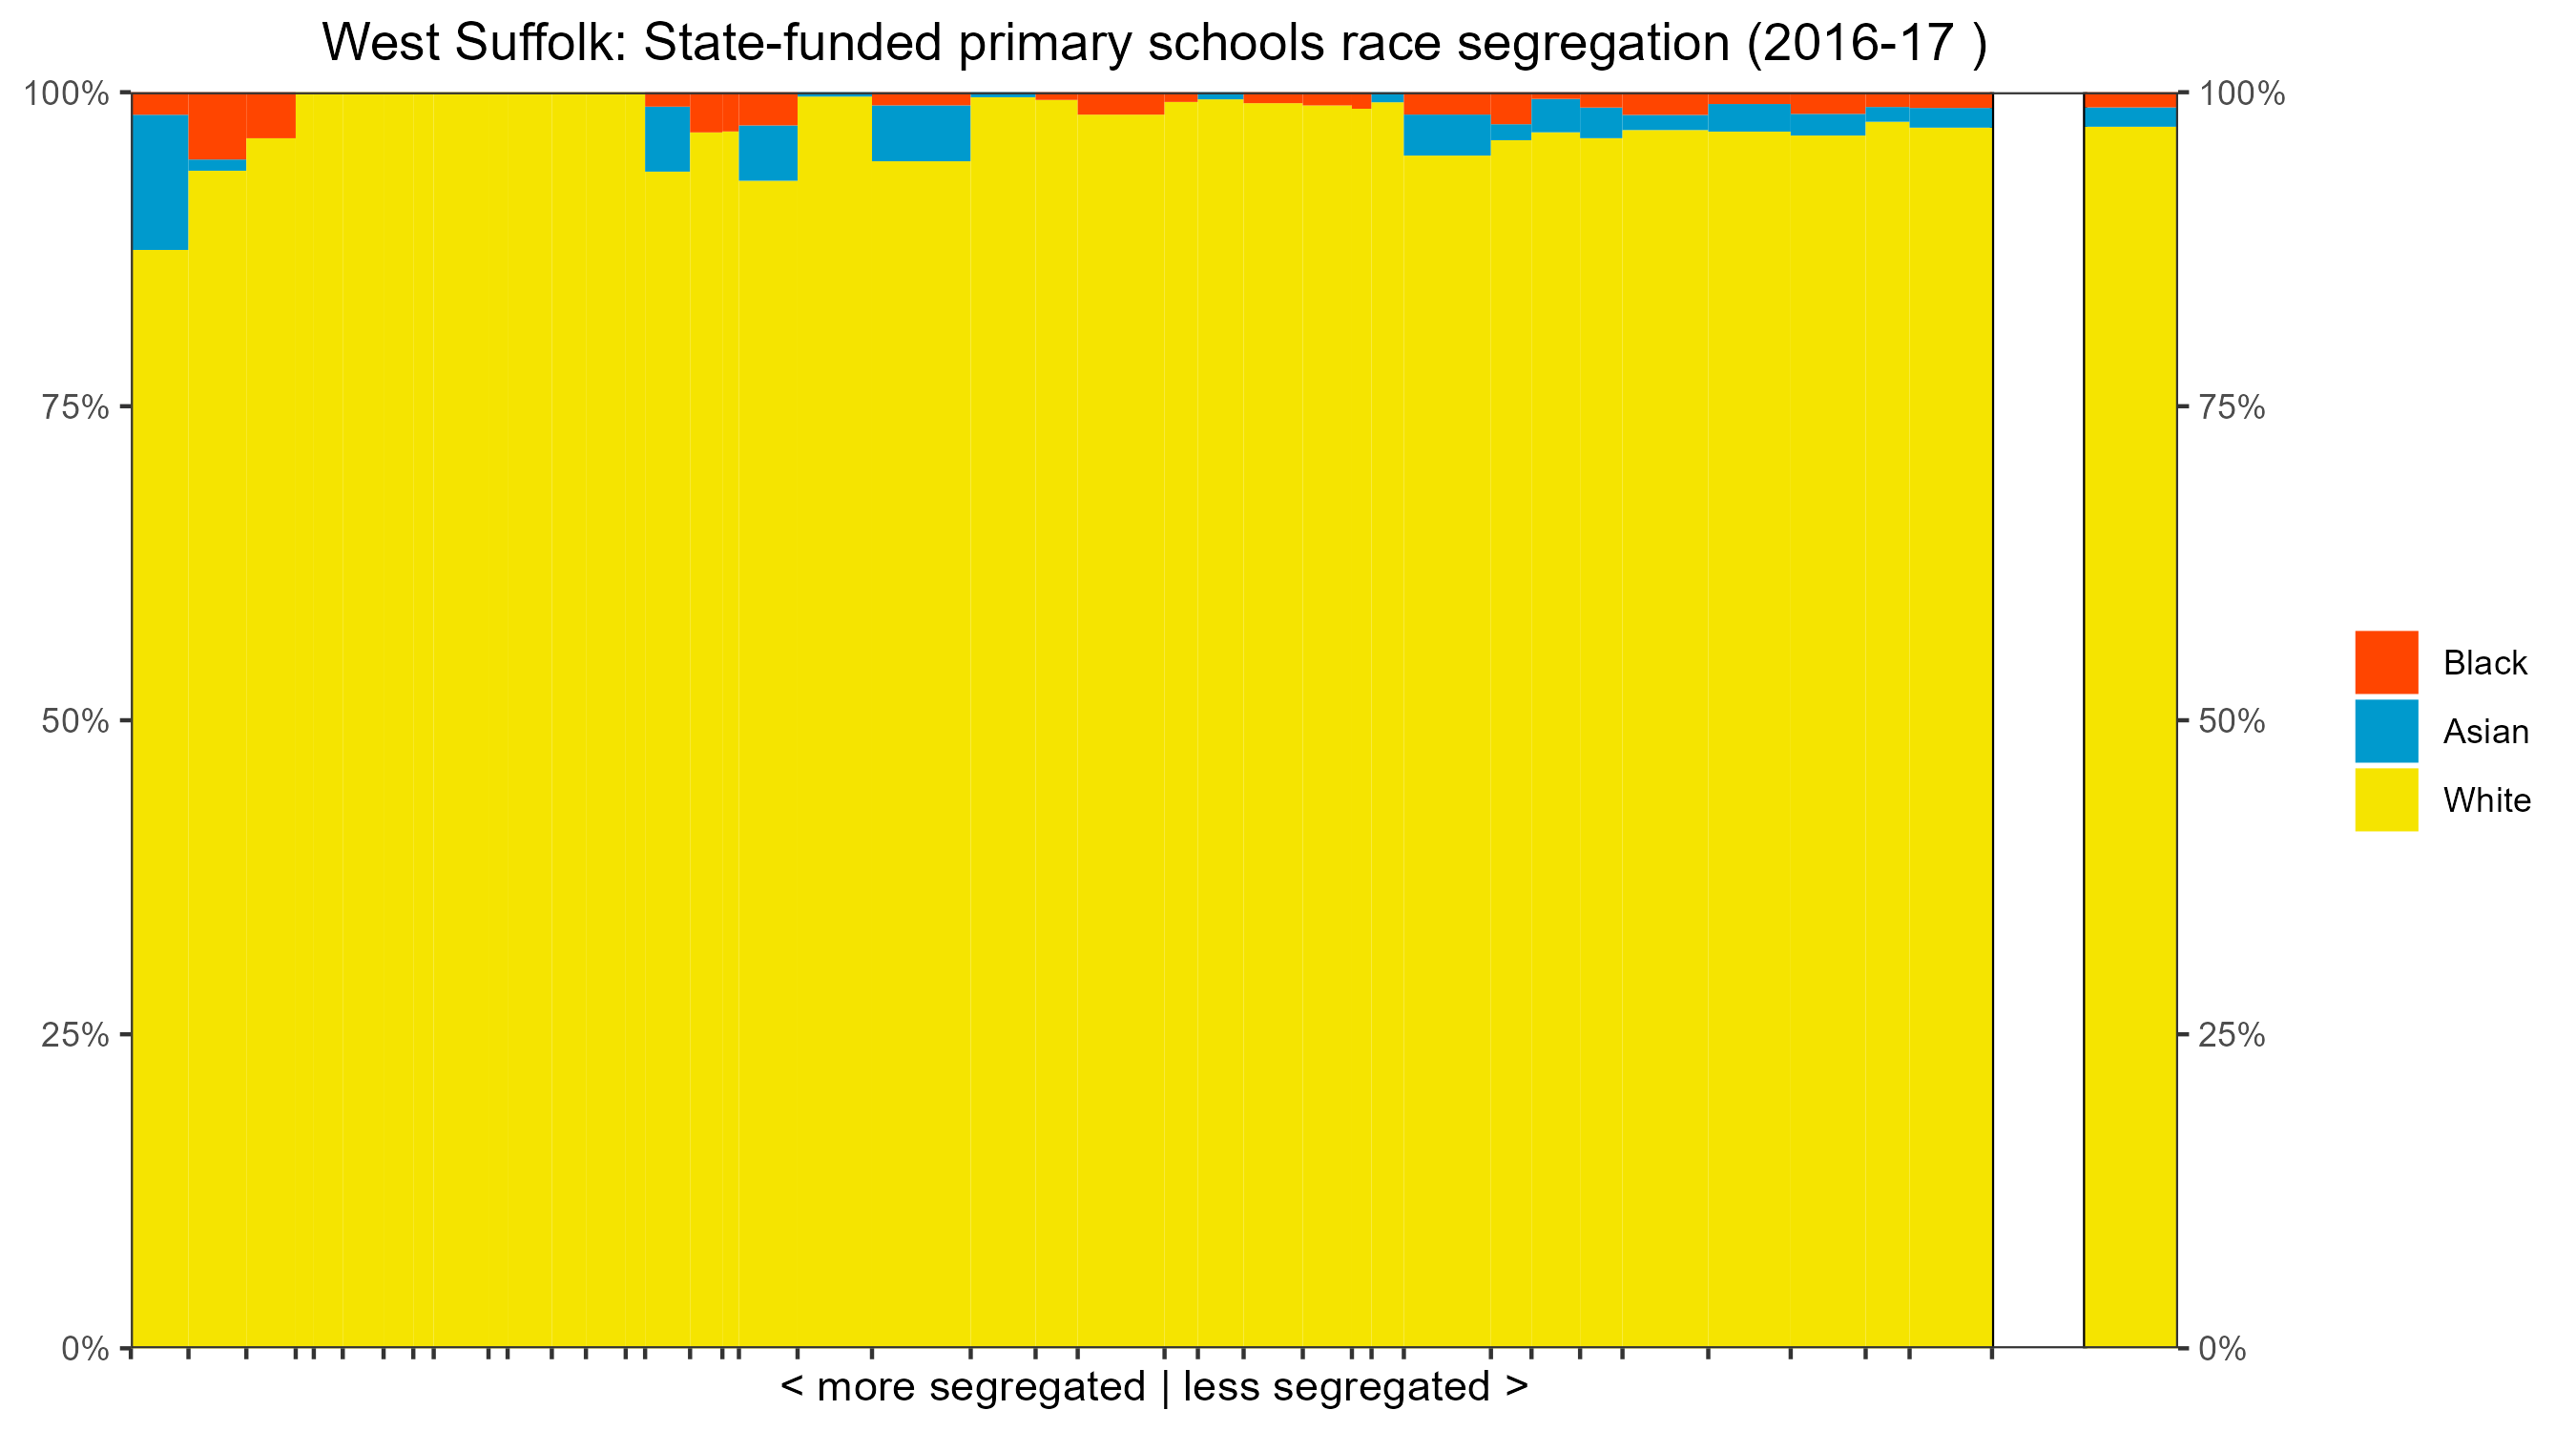 West Suffolk: State-funded primary schools race segregation (2016-17 )
100%
75%
50%
25%
0%
100%
75%
50%
25%
0%
Black
Asian
White
< more segregated | less segregated >